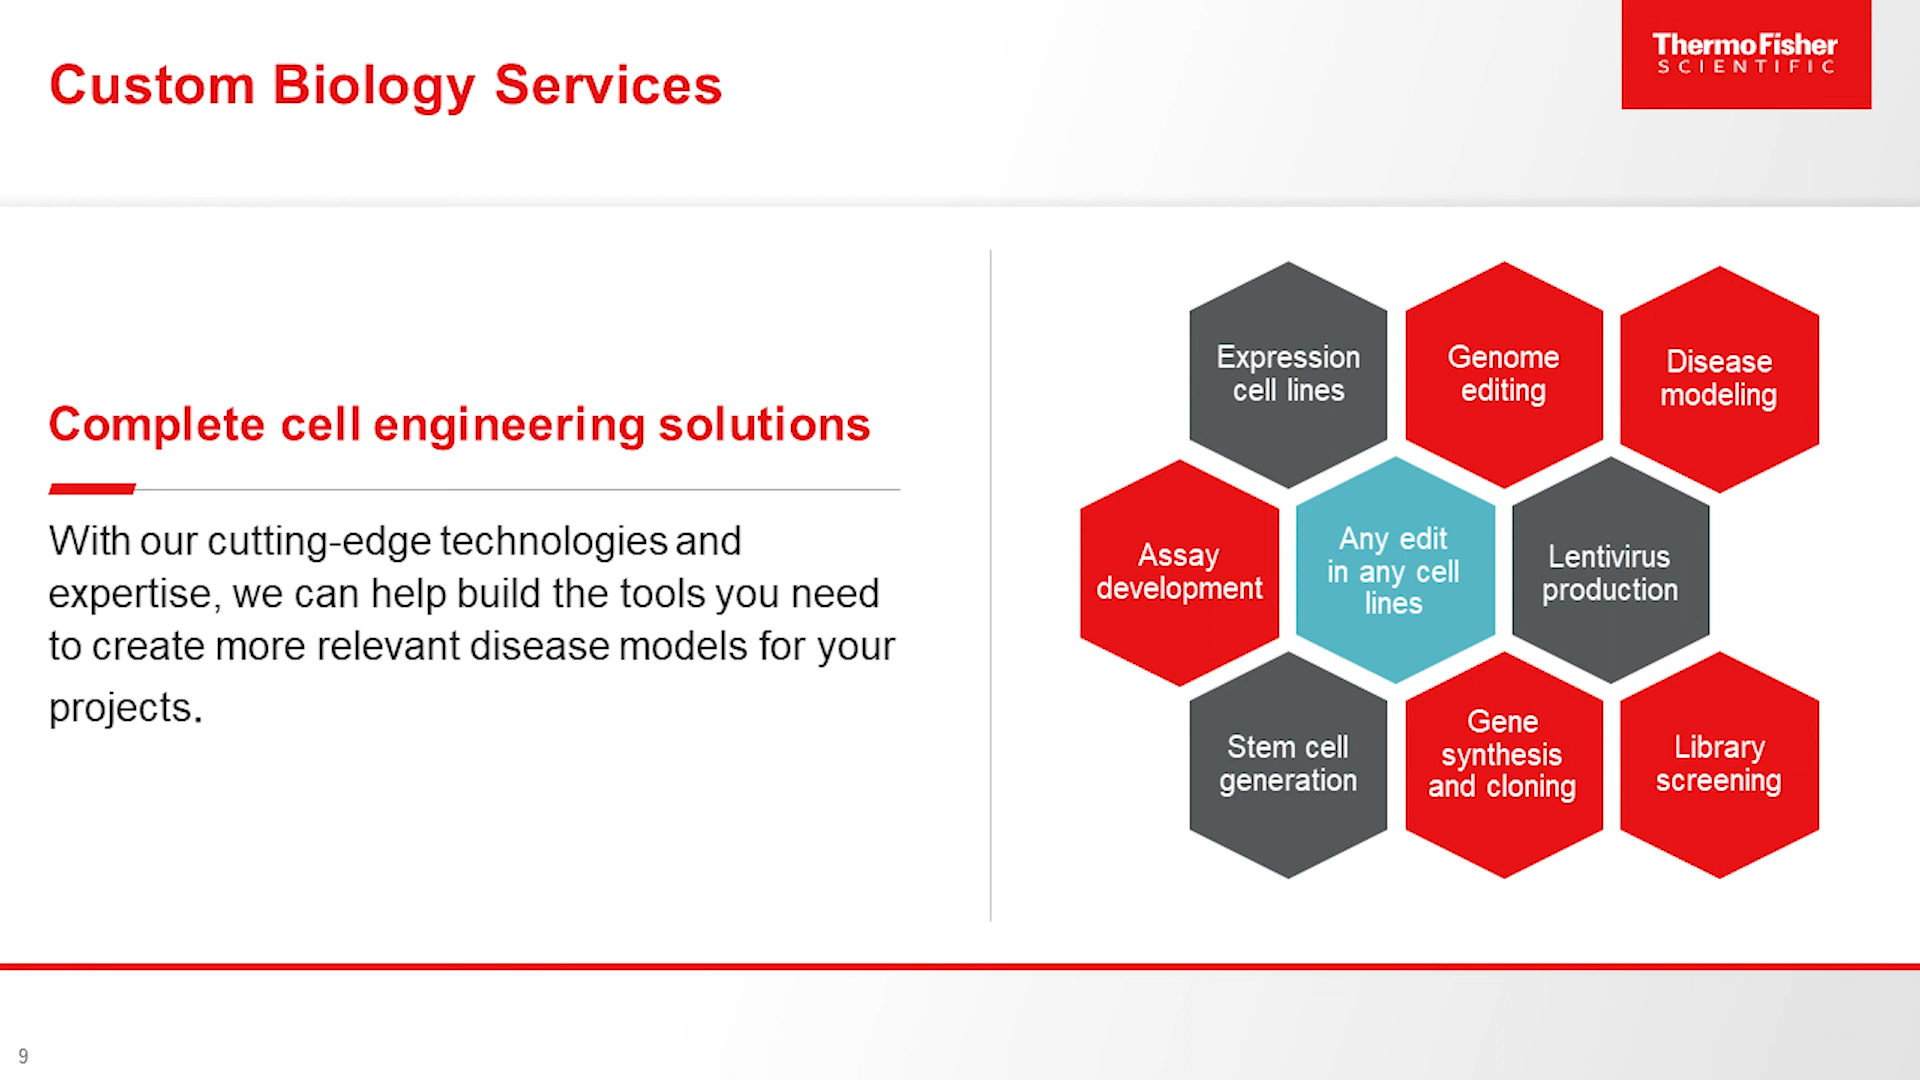 Custom Biology Services
ThermoFisher
SCIENTIFIC
Complete cell engineering solutions
With our cutting-edge technologies and
expertise, we can help build the tools you need
to create more relevant disease models for your
projects.
Expression
cell lines
Genome
editing
Disease
modeling
Assay
development
Any edit
in any cell
lines
Lentivirus
production
Stem cell
generation
Gene
synthesis
and cloning
Library
screening
9